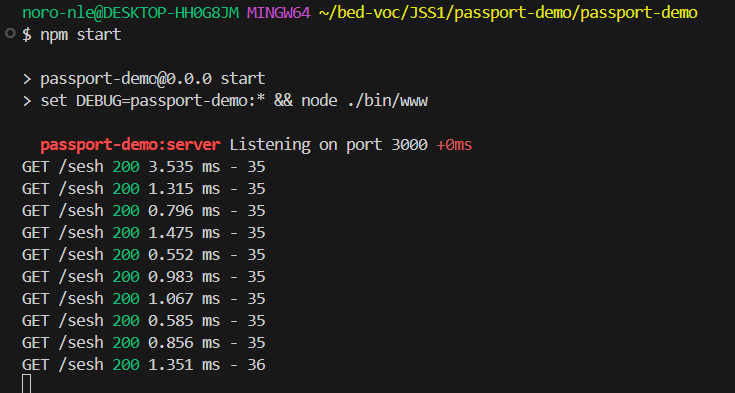 noro-nle@DESKTOP-HH0G8JM MINGW64 ~/bed-voc/JSS1/passport-demo/passport-demo
$ npm start
> passport-demo@0.0.0 start
> set DEBUG=passport-demo:* && node ./bin/www
passport-demo:server Listening on port 3000 +0ms
GET /sesh 200 3.535 ms - 35
GET /sesh 200 1.315 ms - 35
GET /sesh 200 0.796 ms - 35
GET /sesh 200 1.475 ms - 35
GET /sesh 200 0.552 ms - 35
GET /sesh 200 0.983 ms - 35
GET /sesh 200 1.067 ms - 35
GET /sesh 200 0.585 ms - 35
GET /sesh 200 0.856 ms - 35
GET /sesh 200 1.351 ms - 36